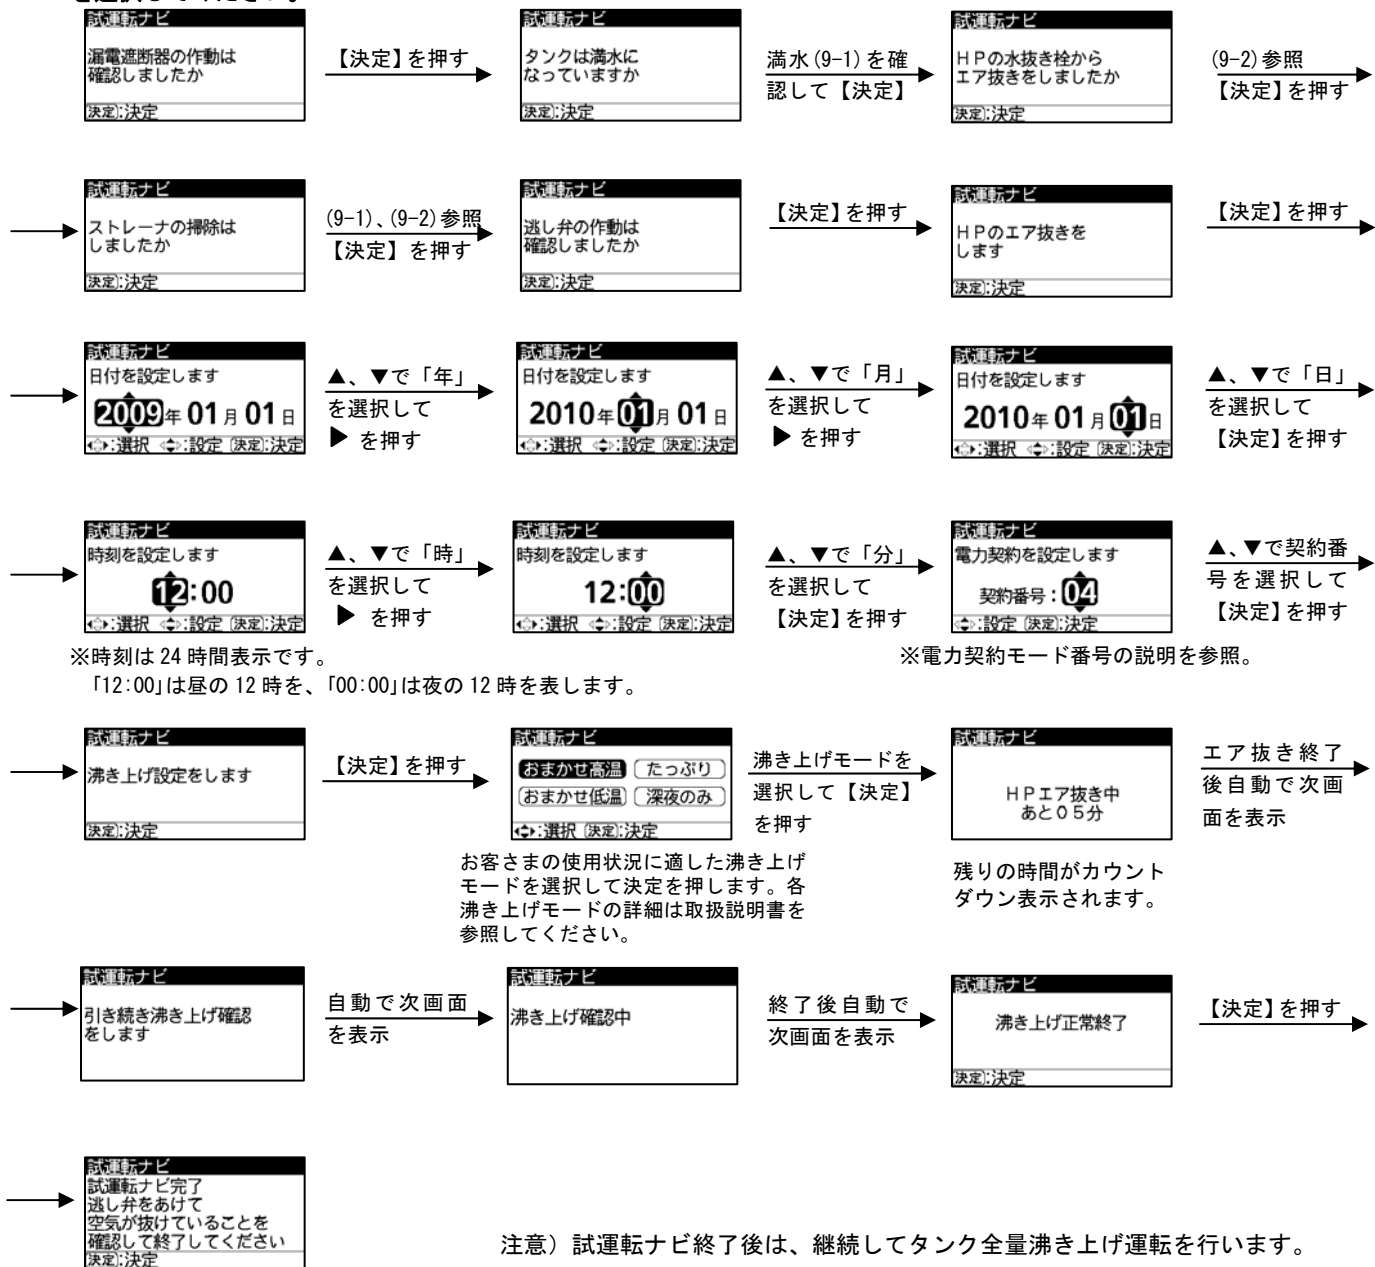 を選択してください。
試運転ナビ
漏電遮断器の作動は
確認しましたか
決定:決定
【決定】を押す
試運転ナビ
タンクは満水に
なっていますか
決定:決定
満水(9-1)を確
認して【決定】
試運転ナビ
HPの水抜き栓から
エア抜きをしましたか
決定:決定
(9-2)参照
【決定】を押す
試運転ナビ
ストレーナの掃除は
しましたか
決定:決定
(9-1)、(9-2)参照
【決定】を押す
試運転ナビ
逃し弁の作動は
確認しましたか
決定:決定
【決定】を押す
試運転ナビ
HPのエア抜きを
します
決定:決定
【決定】を押す
試運転ナビ
日付を設定します
2009年 01月 01日
:選択 :設定 決定:決定
▲、▼で「年」
を選択して
▶ を押す
試運転ナビ
日付を設定します
2010年 01月 01日
:選択 :設定 決定:決定
▲、▼で「月」
を選択して
▶ を押す
試運転ナビ
日付を設定します
2010年 01月 01日
:選択 :設定 決定:決定
▲、▼で「日」
を選択して
【決定】を押す
試運転ナビ
時刻を設定します
12:00
:選択 :設定 決定:決定
▲、▼で「時」
を選択して
▶ を押す
試運転ナビ
時刻を設定します
12:00
:選択 :設定 決定:決定
▲、▼で「分」
を選択して
【決定】を押す
試運転ナビ
電力契約を設定します
契約番号:04
:設定 決定:決定
▲、▼で契約番
号を選択して
【決定】を押す
※時刻は24時間表示です。
「12:00」は昼の12時を、「00:00」は夜の12時を表します。
※電力契約モード番号の説明を参照。
試運転ナビ
沸き上げ設定をします
決定:決定
【決定】を押す
試運転ナビ
おまかせ高温 たっぷり
おまかせ低温 深夜のみ
:選択 決定:決定
沸き上げモードを
選択して【決定】
を押す
試運転ナビ
HPエア抜き中
あと05分
エア抜き終了
後自動で次画
面を表示
お客さまの使用状況に適した沸き上げ
モードを選択して決定を押します。各
沸き上げモードの詳細は取扱説明書を
参照してください。
残りの時間がカウント
ダウン表示されます。
試運転ナビ
引き続き沸き上げ確認
をします
自動で次画面
を表示
試運転ナビ
沸き上げ確認中
終了後自動で
次画面を表示
試運転ナビ
沸き上げ正常終了
決定:決定
【決定】を押す
試運転ナビ
試運転ナビ完了
逃し弁をあけて
空気が抜けていることを
確認して終了してください
決定:決定
注意）試運転ナビ終了後は、継続してタンク全量沸き上げ運転を行います。